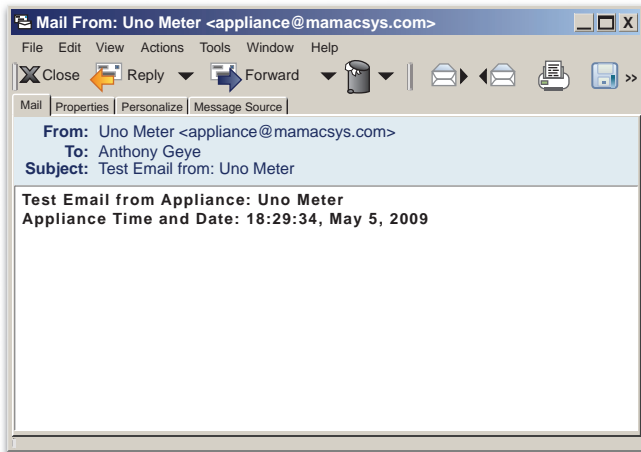 Mail From: Uno Meter <appliance@mamacsys.com>
X
File Edit View Actions Tools Window Help
Close Reply Forward »
Mail Properties Personalize Message Source
From: Uno Meter <appliance@mamacsys.com>
To: Anthony Geye
Subject: Test Email from: Uno Meter
Test Email from Appliance: Uno Meter
Appliance Time and Date: 18:29:34, May 5, 2009